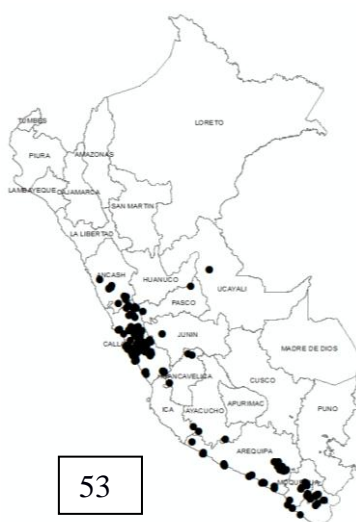 TUMBES
LORETO
PIURA
AMAZONAS
LAMBAYEQUE
CAJAMARCA
SAN MARTIN
LA LIBERTAD
ANCASH
HUANUCO
UCAYALI
PASCO
JUNIN
CALLAO
MADRE DE DIOS
HUANCAVELICA
CUSCO
ICA
AYACUCHO
APURIMAC
PUNO
AREQUIPA
MOQUEGUA
53